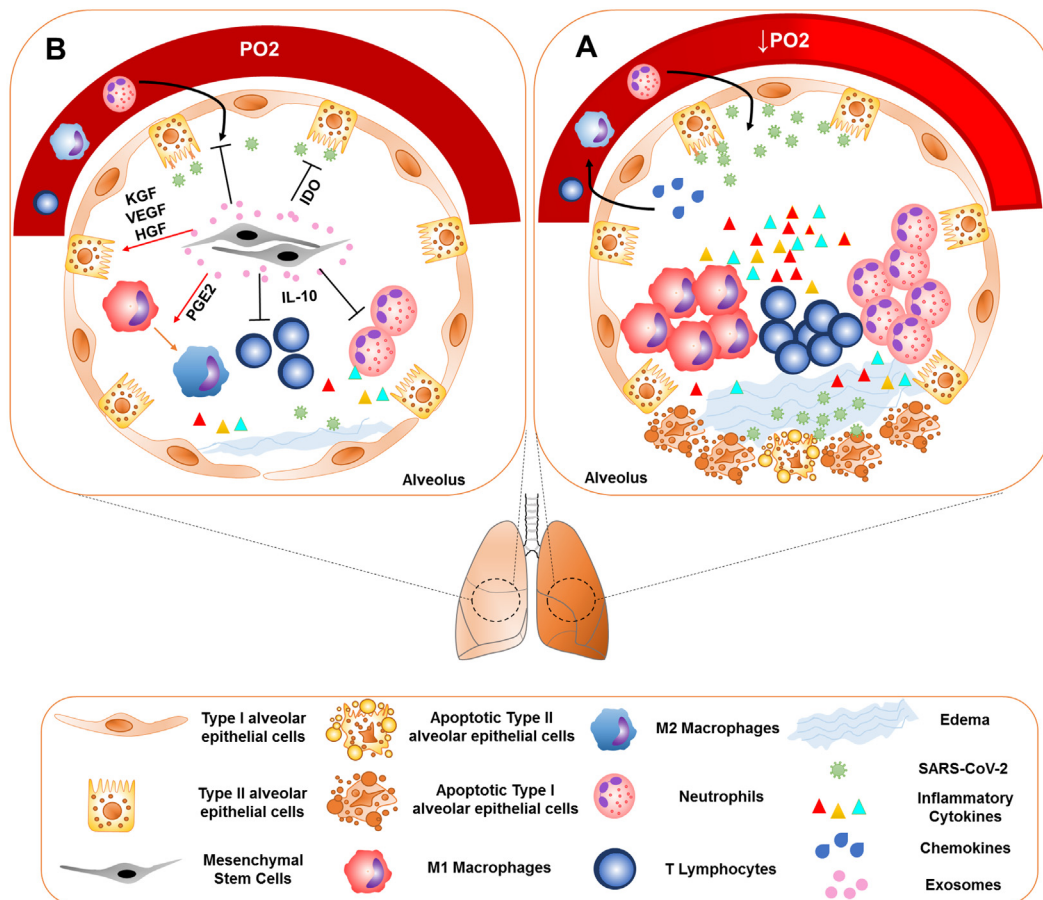 B
PO2
KGF
VEGF
HGF
IDO
PGE2
IL-10
Alveolus
A
↓PO2
Alveolus
Type I alveolar
epithelial cells
Apoptotic Type II
alveolar epithelial cells
M2 Macrophages
Edema
Type II alveolar
epithelial cells
Apoptotic Type I
alveolar epithelial cells
Neutrophils
SARS-CoV-2
Inflammatory
Cytokines
Mesenchymal
Stem Cells
M1 Macrophages
T Lymphocytes
Chemokines
Exosomes